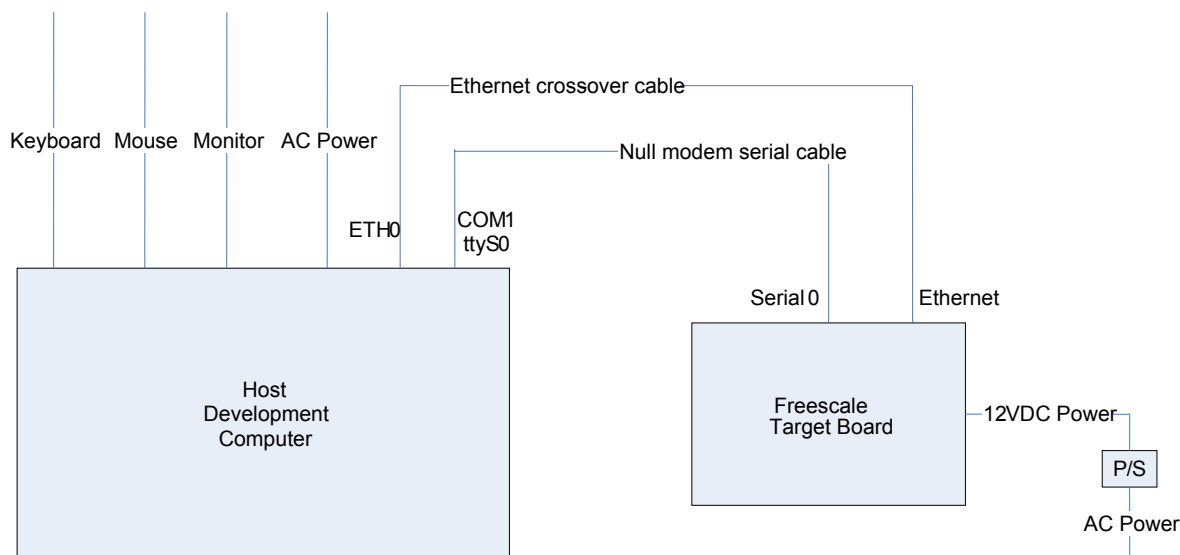 Ethernet crossover cable
Keyboard
Mouse
Monitor
AC Power
Null modem serial cable
ETH0
COM1
ttyS0
Serial 0
Ethernet
Host
Development
Computer
Freescale
Target Board
12VDC Power
P/S
AC Power